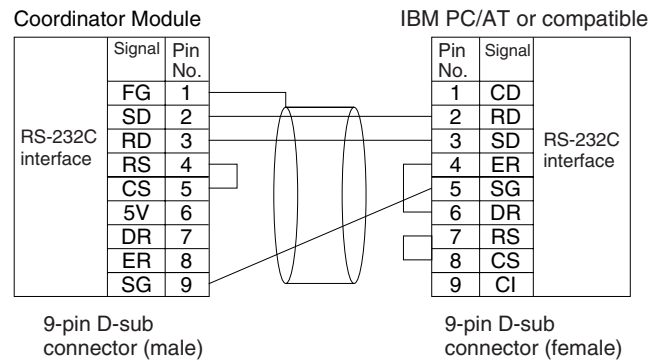 Coordinator Module
IBM PC/AT or compatible
Signal Pin No.
FG 1
SD 2
RD 3
RS 4
CS 5
5V 6
DR 7
ER 8
SG 9
RS-232C
interface
Pin No. Signal
1 CD
2 RD
3 SD
4 ER
5 SG
6 DR
7 RS
8 CS
9 CI
RS-232C
interface
9-pin D-sub
connector (male)
9-pin D-sub
connector (female)